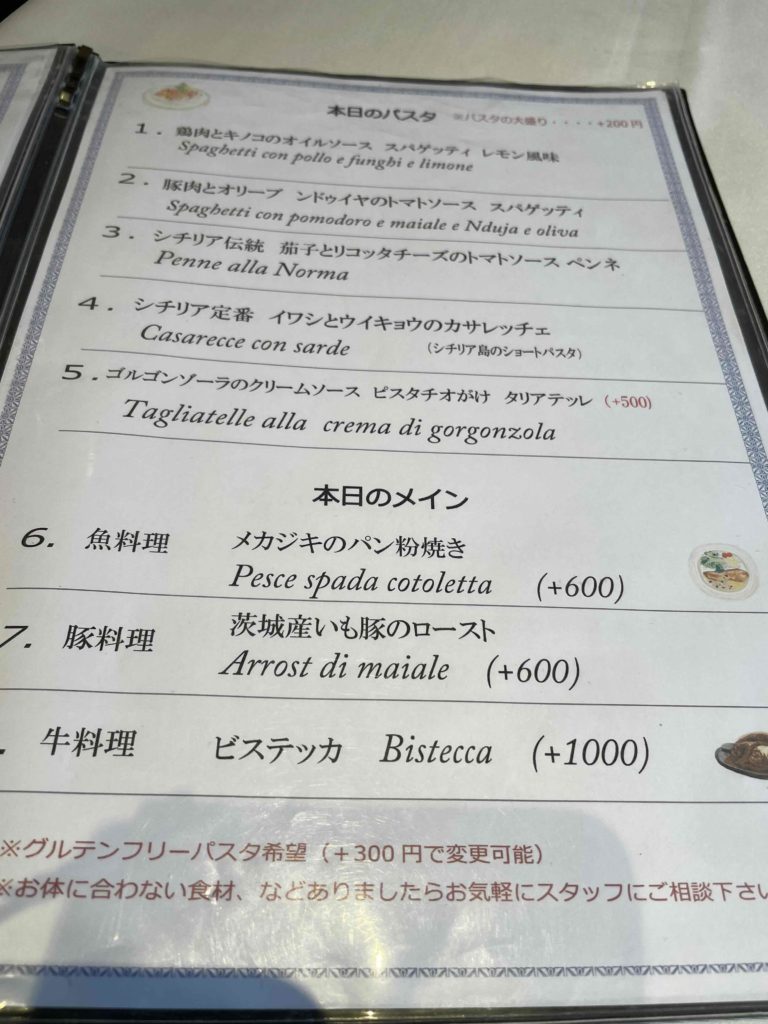 本日のパスタ ※パスタの大盛り・・・・+200円
1. 鶏肉とキノコのオイルソース スパゲッティ レモン風味
Spaghetti con pollo e funghi e limone
2. 豚肉とオリーブ ンドゥイヤのトマトソース スパゲッティ
Spaghetti con pomodoro e maiale e Nduja e oliva
3. シチリア伝統 茄子とリコッタチーズのトマトソース ペンネ
Penne alla Norma
4. シチリア定番 イワシとウイキョウのカサレッチェ
Casarecce con sarde (シチリア島のショートパスタ)
5. ゴルゴンゾーラのクリームソース ピスタチオがけ タリアテッレ (+500)
Tagliatelle alla crema di gorgonzola
本日のメイン
6. 魚料理 メカジキのパン粉焼き
Pesce spada cotoletta (+600)
7. 豚料理 茨城産いも豚のロースト
Arrost di maiale (+600)
. 牛料理 ビステッカ Bistecca (+1000)
※グルテンフリーパスタ希望（＋300円で変更可能）
※お体に合わない食材、などありましたらお気軽にスタッフにご相談下さい